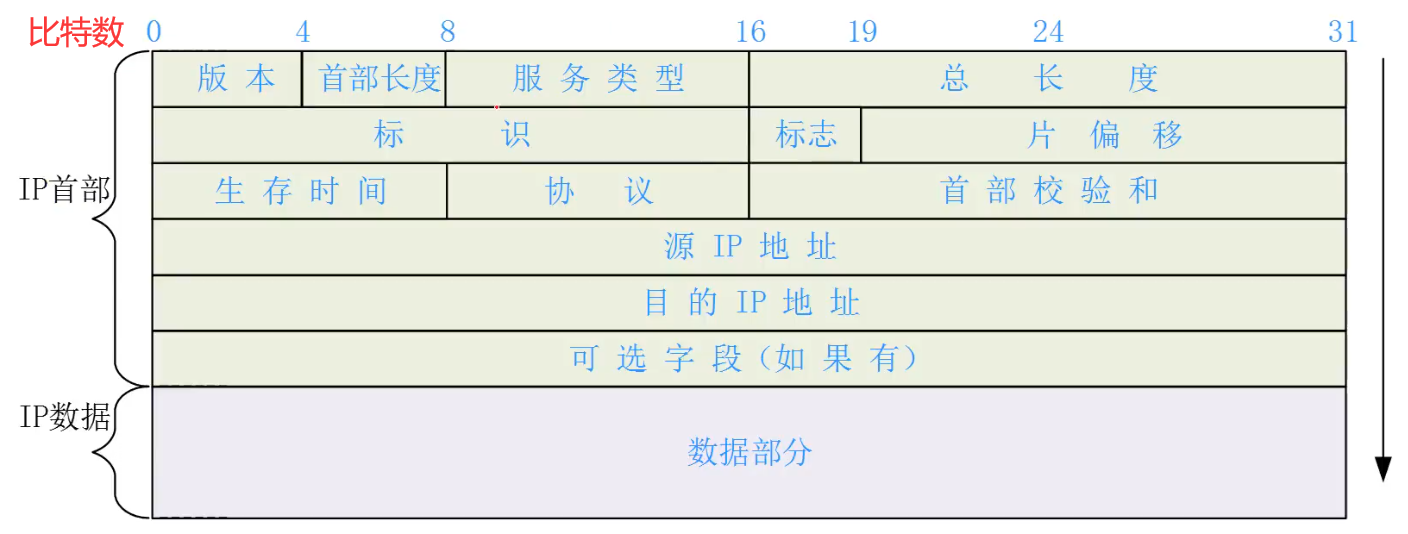 比特数 0 4 8 16 19 24 31
版 本 首部长度 服 务 类 型 总 长 度
标 识 标志 片 偏 移
IP首部 生 存 时 间 协 议 首 部 校 验 和
源 IP 地 址
目 的 IP 地 址
可 选 字 段（如 果 有）
IP数据
数据部分